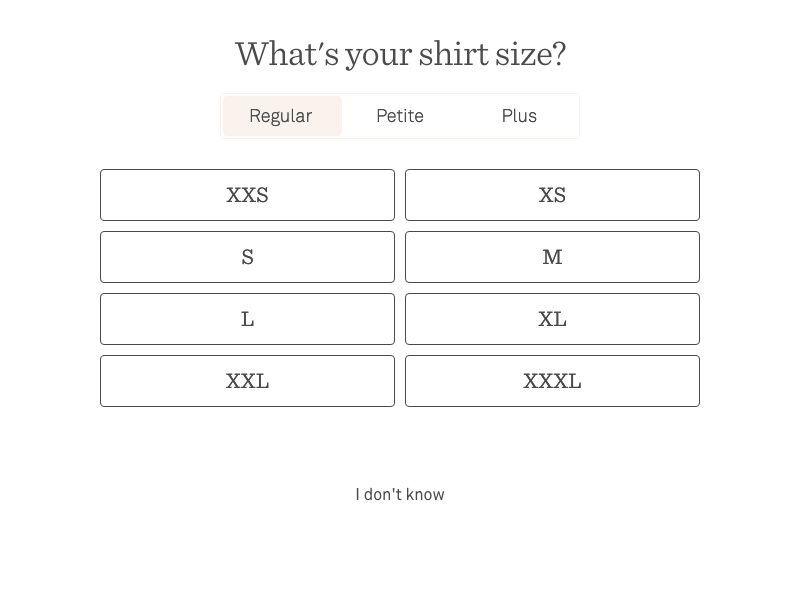 What's your shirt size?
Regular Petite Plus
XXS XS
S M
L XL
XXL XXXL
I don't know